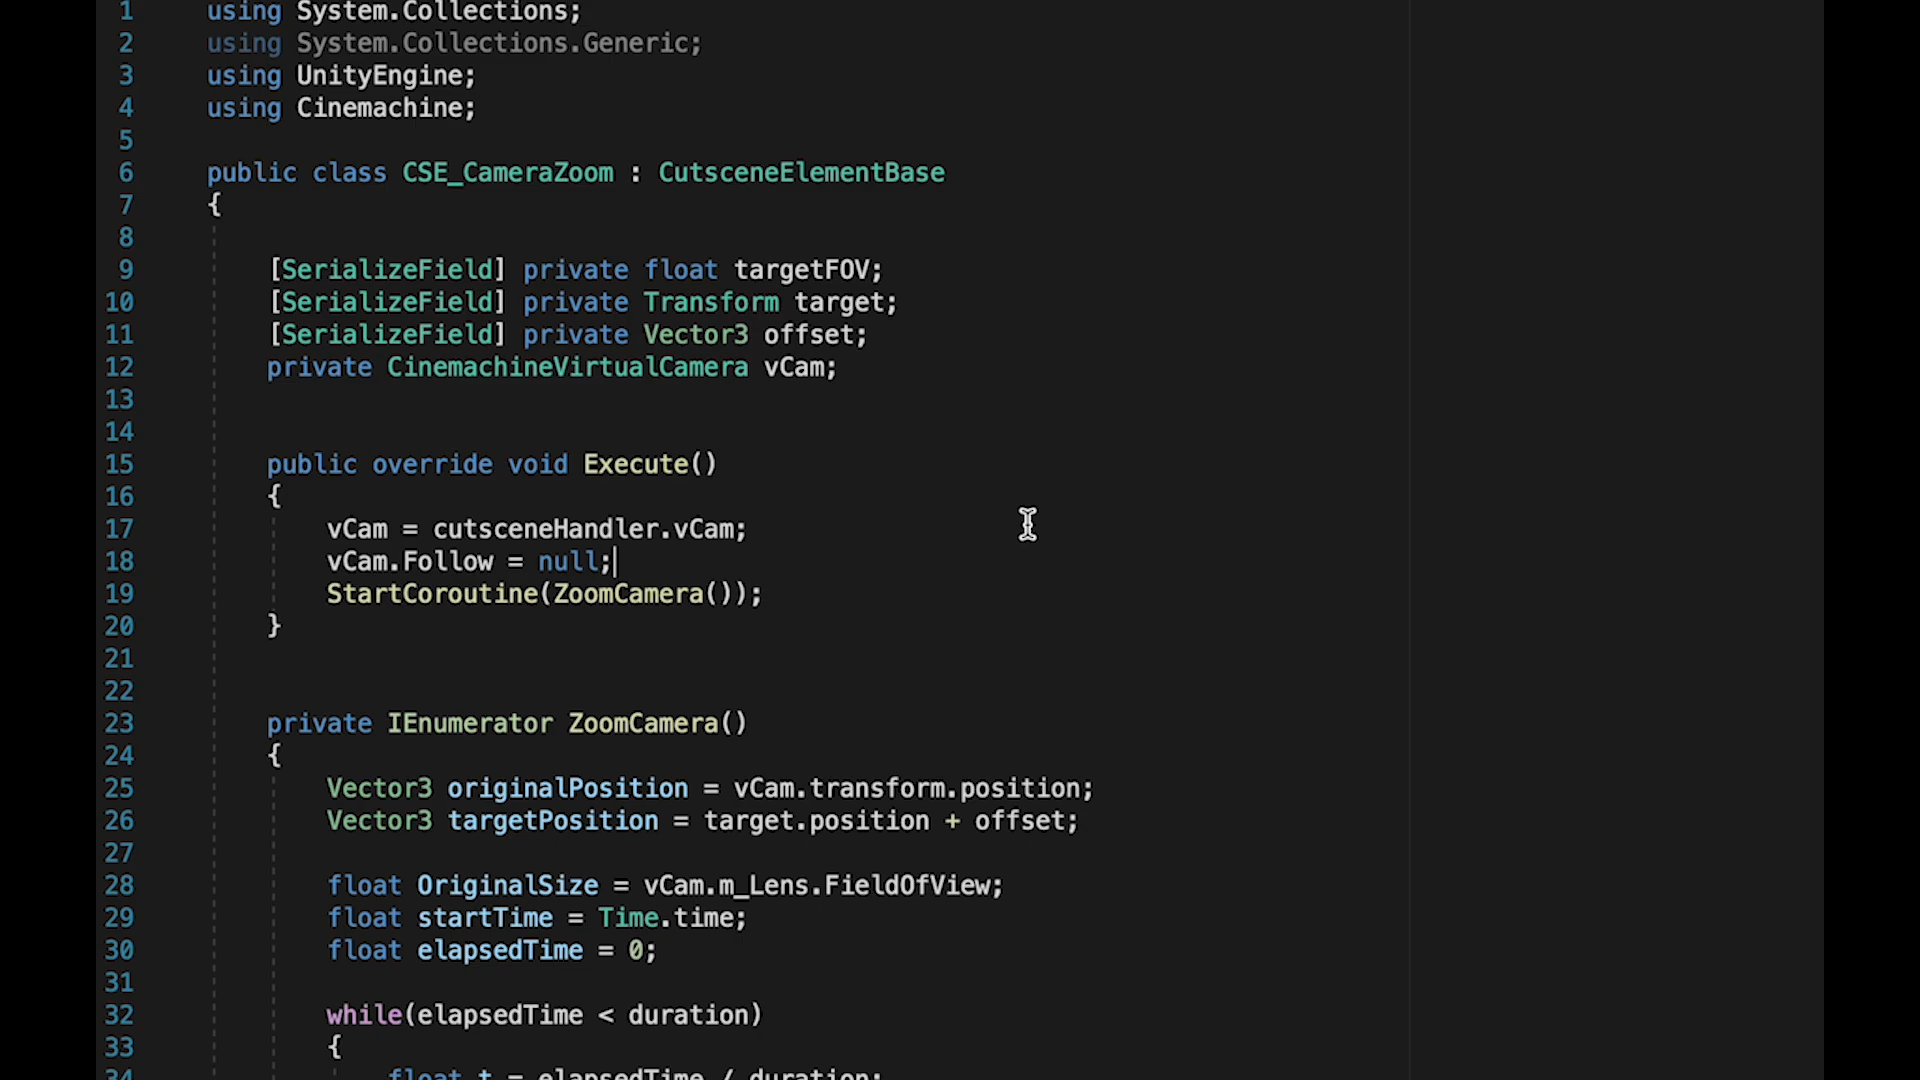 1 using System.Collections;
2 using System.Collections.Generic;
3 using UnityEngine;
4 using Cinemachine;
5
6 public class CSE_CameraZoom : CutsceneElementBase
7 {
8
9 [SerializeField] private float targetFOV;
10 [SerializeField] private Transform target;
11 [SerializeField] private Vector3 offset;
12 private CinemachineVirtualCamera vCam;
13
14
15 public override void Execute()
16 {
17 vCam = cutsceneHandler.vCam;
18 vCam.Follow = null;
19 StartCoroutine(ZoomCamera());
20 }
21
22
23 private IEnumerator ZoomCamera()
24 {
25 Vector3 originalPosition = vCam.transform.position;
26 Vector3 targetPosition = target.position + offset;
27
28 float OriginalSize = vCam.m_Lens.FieldOfView;
29 float startTime = Time.time;
30 float elapsedTime = 0;
31
32 while(elapsedTime < duration)
33 {
34 float t = elapsedTime / duration;